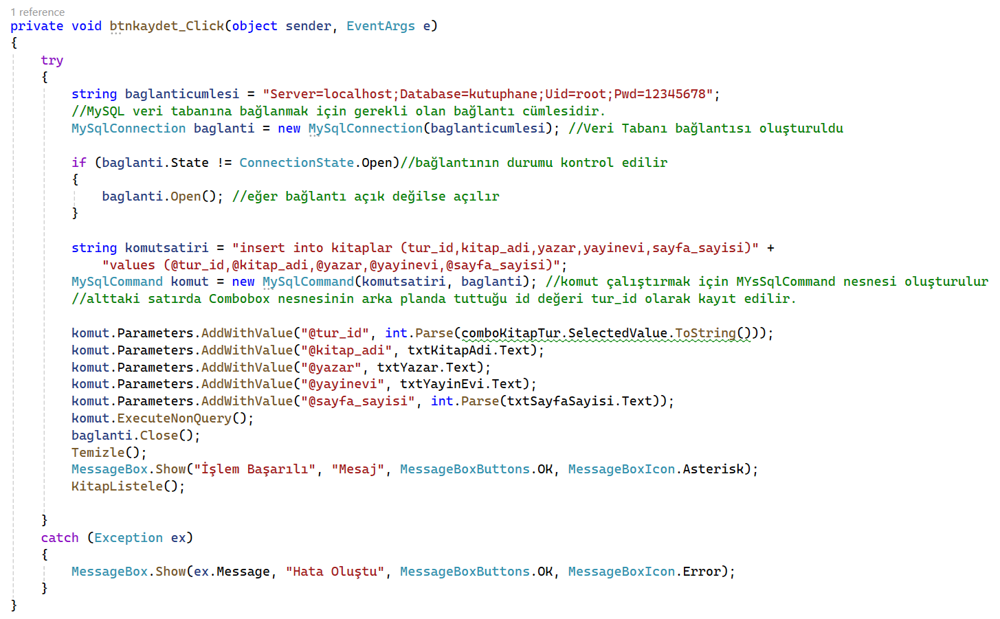 1 reference
private void btnkaydet_Click(object sender, EventArgs e)
{
try
{
string baglanticumlesi = "Server=localhost;Database=kutuphane;Uid=root;Pwd=12345678";
//MySQL veri tabanına bağlanmak için gerekli olan bağlantı cümlesidir.
MySqlConnection baglanti = new MySqlConnection(baglanticumlesi); //Veri Tabanı bağlantısı oluşturuldu
if (baglanti.State != ConnectionState.Open)//bağlantının durumu kontrol edilir
{
baglanti.Open(); //eğer bağlantı açık değilse açılır
}
string komutsatiri = "insert into kitaplar (tur_id,kitap_adi,yazar,yayinevi,sayfa_sayisi)" +
"values (@tur_id,@kitap_adi,@yazar,@yayinevi,@sayfa_sayisi)";
MySqlCommand komut = new MySqlCommand(komutsatiri, baglanti); //komut çalıştırmak için MYsSqlCommand nesnesi oluşturulur
//alttaki satırda Combobox nesnesinin arka planda tuttuğu id değeri tur_id olarak kayıt edilir.
komut.Parameters.AddWithValue("@tur_id", int.Parse(comboKitapTur.SelectedValue.ToString()));
komut.Parameters.AddWithValue("@kitap_adi", txtKitapAdi.Text);
komut.Parameters.AddWithValue("@yazar", txtYazar.Text);
komut.Parameters.AddWithValue("@yayinevi", txtYayinEvi.Text);
komut.Parameters.AddWithValue("@sayfa_sayisi", int.Parse(txtSayfaSayisi.Text));
komut.ExecuteNonQuery();
baglanti.Close();
Temizle();
MessageBox.Show("İşlem Başarılı", "Mesaj", MessageBoxButtons.OK, MessageBoxIcon.Asterisk);
KitapListele();
}
catch (Exception ex)
{
MessageBox.Show(ex.Message, "Hata Oluştu", MessageBoxButtons.OK, MessageBoxIcon.Error);
}
}